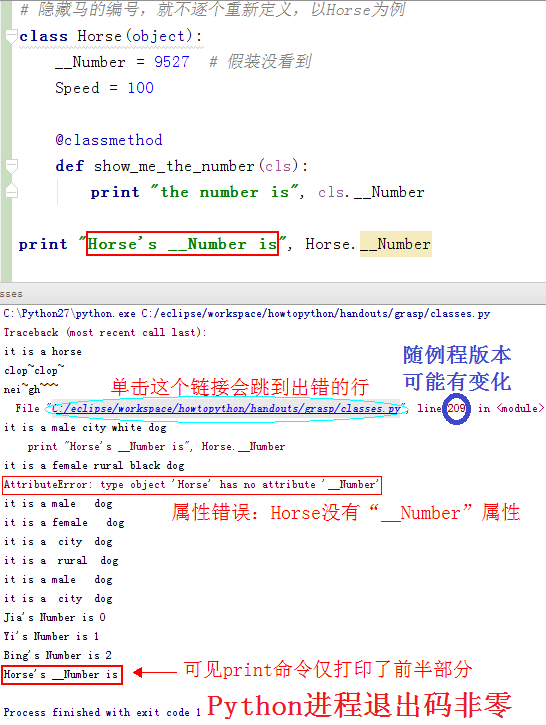 # 隐藏马的编号，就不逐个重新定义，以Horse为例
class Horse(object):
__Number = 9527  # 假装没看到
Speed = 100
@classmethod
def show_me_the_number(cls):
print "the number is", cls.__Number
print "Horse's __Number is", Horse.__Number
sses
C:\Python27\python.exe C:/eclipse/workspace/howtopython/handouts/grasp/classes.py
Traceback (most recent call last):
it is a horse
clop~clop~
随例程版本
可能有变化
nei~gh~~~
单击这个链接会跳到出错的行
File "C:/eclipse/workspace/howtopython/handouts/grasp/classes.py", line 209, in <module>
it is a male city white dog
print "Horse's __Number is", Horse.__Number
it is a female rural black dog
AttributeError: type object 'Horse' has no attribute '__Number'
it is a male   dog
属性错误：Horse没有“__Number”属性
it is a female   dog
it is a  city  dog
it is a  rural  dog
it is a male   dog
it is a  city  dog
Jia's Number is 0
Yi's Number is 1
Bing's Number is 2
Horse's __Number is
可见print命令仅打印了前半部分
Process finished with exit code 1
Python进程退出码非零